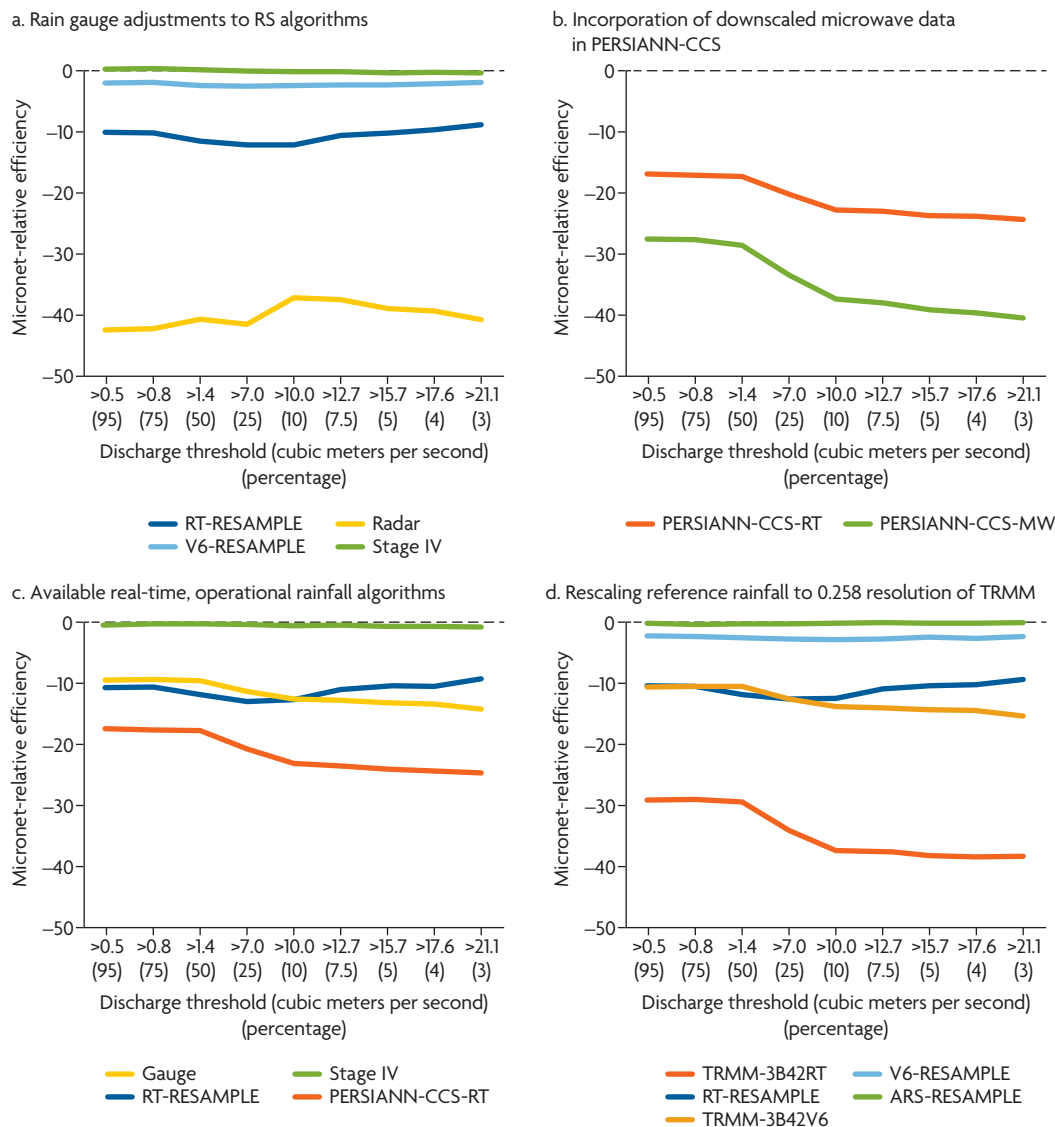 a. Rain gauge adjustments to RS algorithms
Micronet-relative efficiency
0
–10
–20
–30
–40
–50
>0.5 >0.8 >1.4 >7.0 >10.0 >12.7 >15.7 >17.6 >21.1
(95) (75) (50) (25) (10) (7.5) (5) (4) (3)
Discharge threshold (cubic meters per second)
(percentage)
RT-RESAMPLE Radar
V6-RESAMPLE Stage IV
b. Incorporation of downscaled microwave data
in PERSIANN-CCS
Micronet-relative efficiency
0
–10
–20
–30
–40
–50
>0.5 >0.8 >1.4 >7.0 >10.0 >12.7 >15.7 >17.6 >21.1
(95) (75) (50) (25) (10) (7.5) (5) (4) (3)
Discharge threshold (cubic meters per second)
(percentage)
PERSIANN-CCS-RT PERSIANN-CCS-MW
c. Available real-time, operational rainfall algorithms
Micronet-relative efficiency
0
–10
–20
–30
–40
–50
>0.5 >0.8 >1.4 >7.0 >10.0 >12.7 >15.7 >17.6 >21.1
(95) (75) (50) (25) (10) (7.5) (5) (4) (3)
Discharge threshold (cubic meters per second)
(percentage)
Gauge Stage IV
RT-RESAMPLE PERSIANN-CCS-RT
d. Rescaling reference rainfall to 0.258 resolution of TRMM
Micronet-relative efficiency
0
–10
–20
–30
–40
–50
>0.5 >0.8 >1.4 >7.0 >10.0 >12.7 >15.7 >17.6 >21.1
(95) (75) (50) (25) (10) (7.5) (5) (4) (3)
Discharge threshold (cubic meters per second)
(percentage)
TRMM-3B42RT V6-RESAMPLE
RT-RESAMPLE ARS-RESAMPLE
TRMM-3B42V6